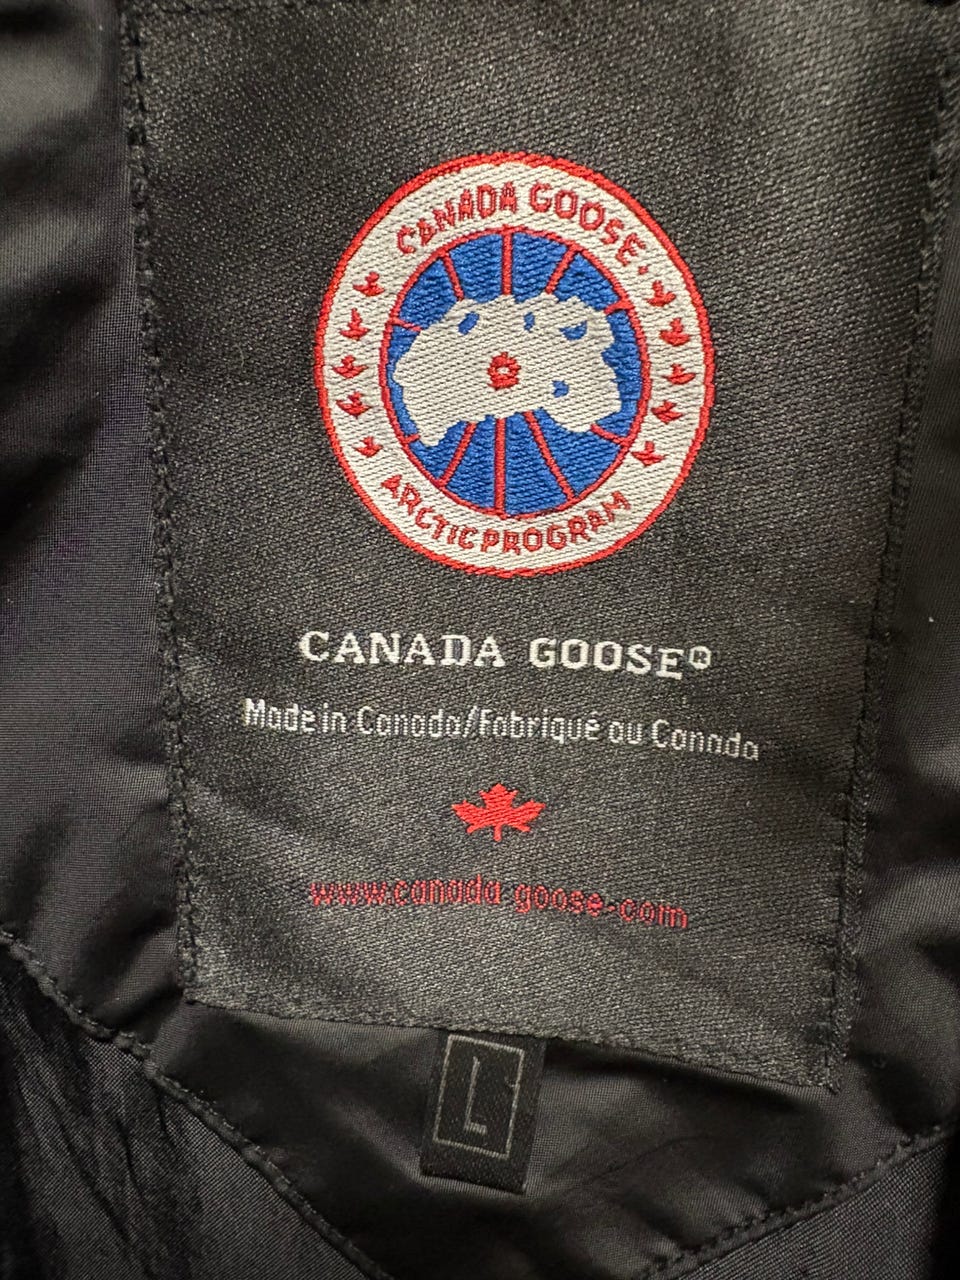 CANADA GOOSE
ARCTIC PROGRAM
CANADA GOOSE®
Made in Canada/Fabriqué au Canada
www.canada goose-com
L